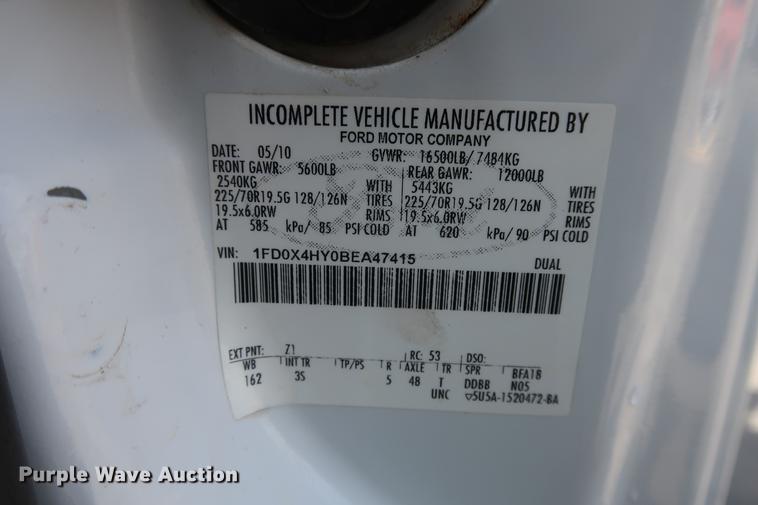 INCOMPLETE VEHICLE MANUFACTURED BY
FORD MOTOR COMPANY
DATE: 05/10 GVWR: 16500LB/ 7484KG
FRONT GAWR: 5600LB REAR GAWR: 12000LB
2540KG WITH 5443KG WITH
225/70R19.5G 128/126N TIRES 225/70R19.5G 128/126N TIRES
19.5x6.0RW RIMS 19.5x6.0RW RIMS
AT 585 kPa/ 85 PSI COLD AT 620 kPa/ 90 PSI COLD
VIN: 1FD0X4HY0BEA47415 DUAL
EXT PNT: Z1 RC: 53 DSO:
WB INT TR TP/PS R AXLE TR SPR BFA18
162 3S 5 48 T DDBB N05
UNC ▽5U5A-1520472-BA
Purple Wave Auction